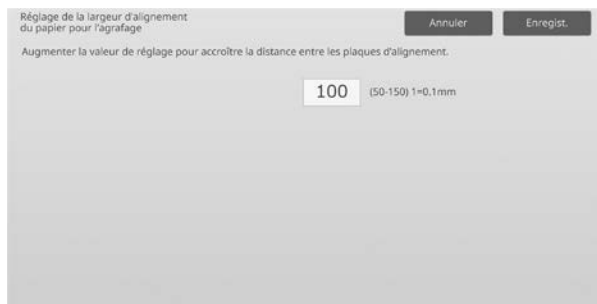 Réglage de la largeur d'alignement
du papier pour l'agrafage
Annuler
Enregist.
Augmenter la valeur de réglage pour accroître la distance entre les plaques d'alignement.
100 (50-150) 1=0.1mm